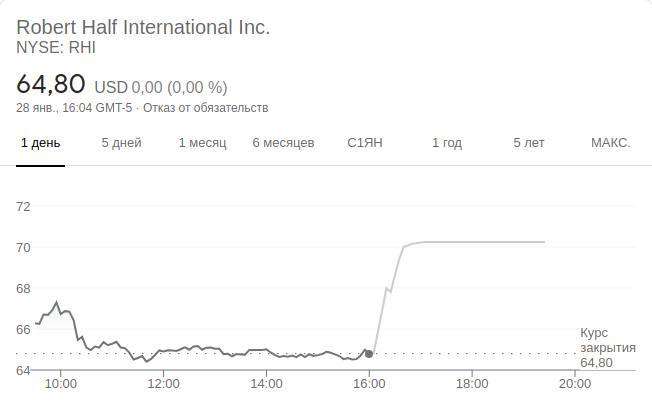 Robert Half International Inc.
NYSE: RHI
64,80 USD 0,00 (0,00 %)
28 янв., 16:04 GMT-5 · Отказ от обязательств
1 день 5 дней 1 месяц 6 месяцев С1ЯН 1 год 5 лет МАКС.
72
70
68
66
64
Курс
закрытия
64,80
10:00 12:00 14:00 16:00 18:00 20:00